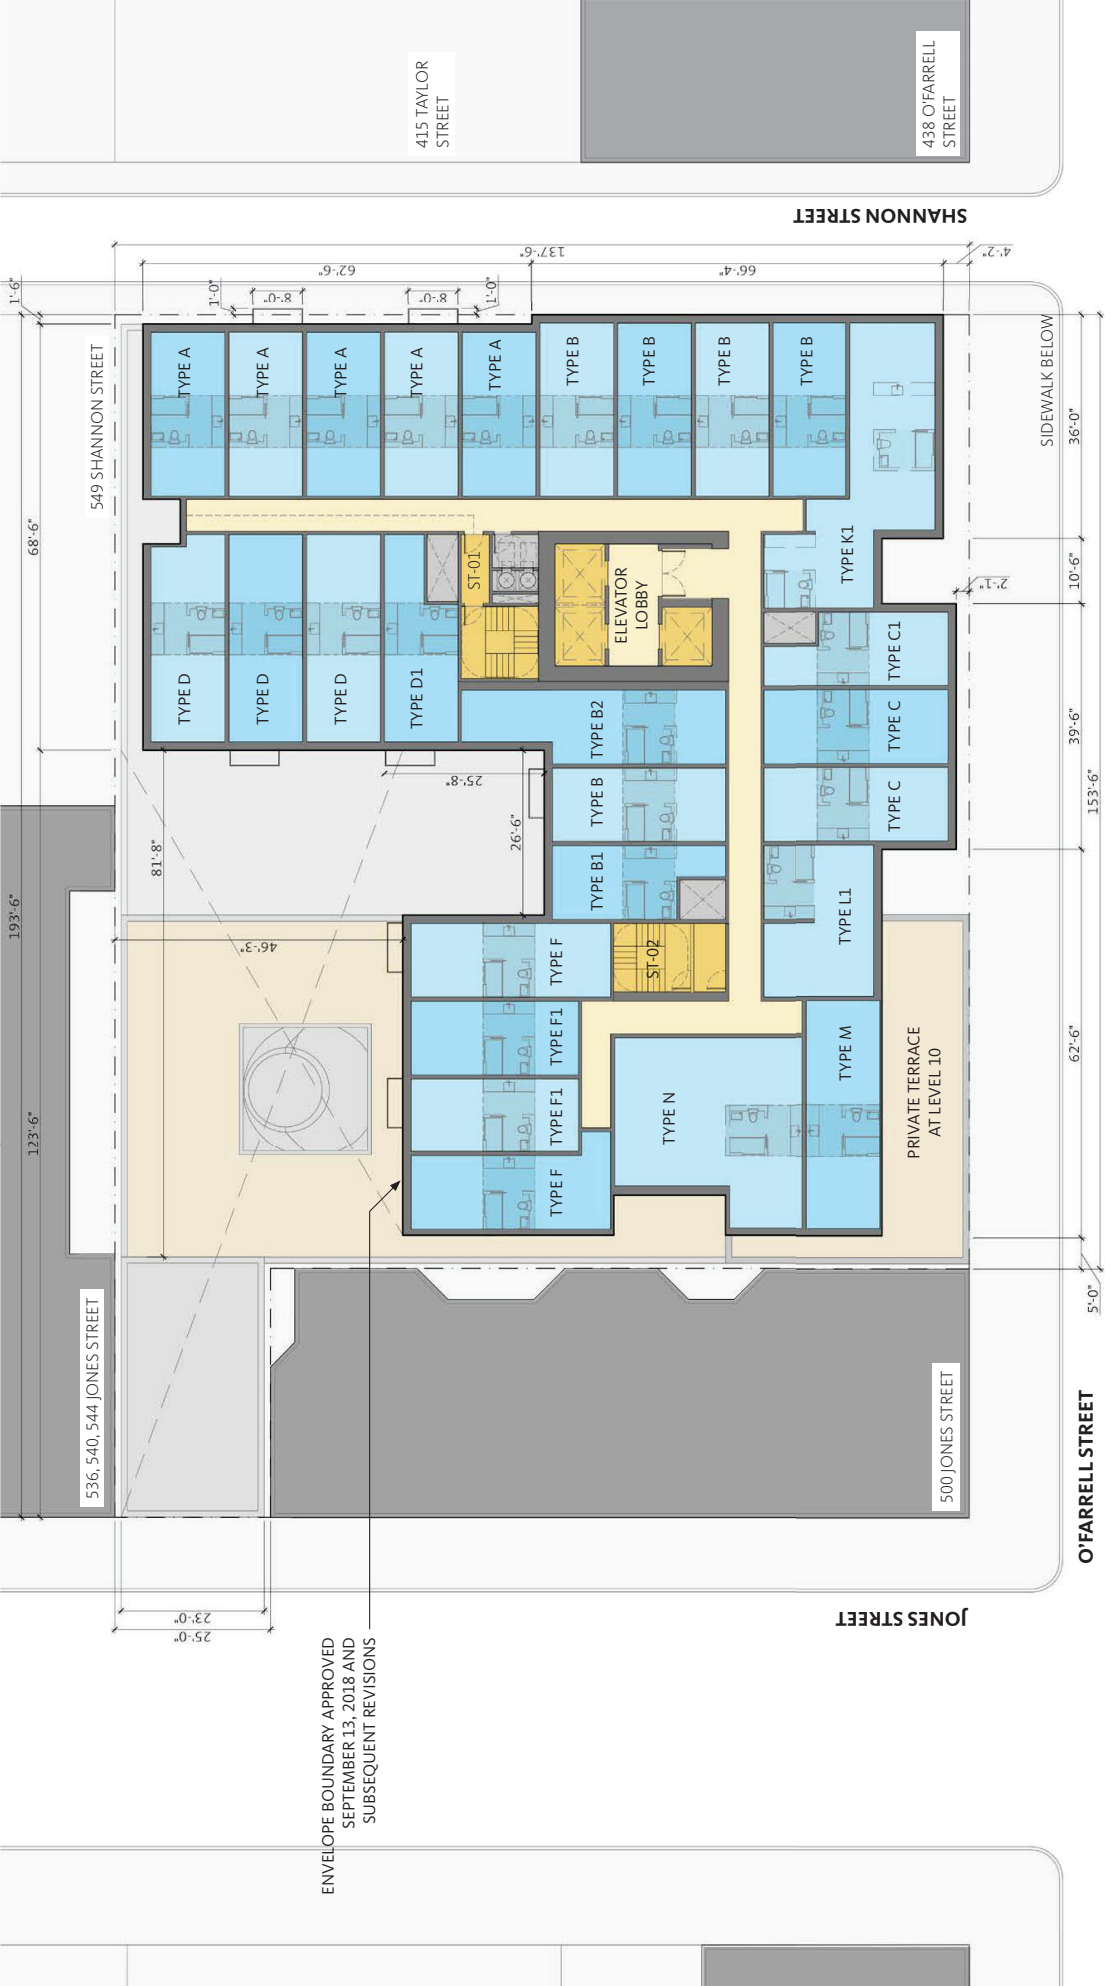 415 TAYLOR
STREET
438 O'FARRELL
STREET
SHANNON STREET
137'-6"
4'-2"
62'-6"
66'-4"
1'-6"
1'-0"
8'-0"
8'-0"
1'-0"
549 SHANNON STREET
SIDEWALK BELOW
TYPE A
TYPE A
TYPE A
TYPE A
TYPE A
TYPE B
TYPE B
TYPE B
TYPE B
TYPE K1
68'-6"
36'-0"
10'-6"
2'-1"
ST-01
ELEVATOR
LOBBY
TYPE D
TYPE D
TYPE D
TYPE D1
TYPE B2
TYPE C1
TYPE C
TYPE C
TYPE B
TYPE B1
39'-6"
153'-6"
25'-8"
26'-6"
81'-8"
193'-6"
46'-3"
TYPE F
ST-02
TYPE L1
TYPE F1
TYPE F1
TYPE F
TYPE N
TYPE M
PRIVATE TERRACE
AT LEVEL 10
62'-6"
123'-6"
5'-0"
536, 540, 544 JONES STREET
500 JONES STREET
O'FARRELL STREET
JONES STREET
23'-0"
25'-0"
ENVELOPE BOUNDARY APPROVED
SEPTEMBER 13, 2018 AND
SUBSEQUENT REVISIONS